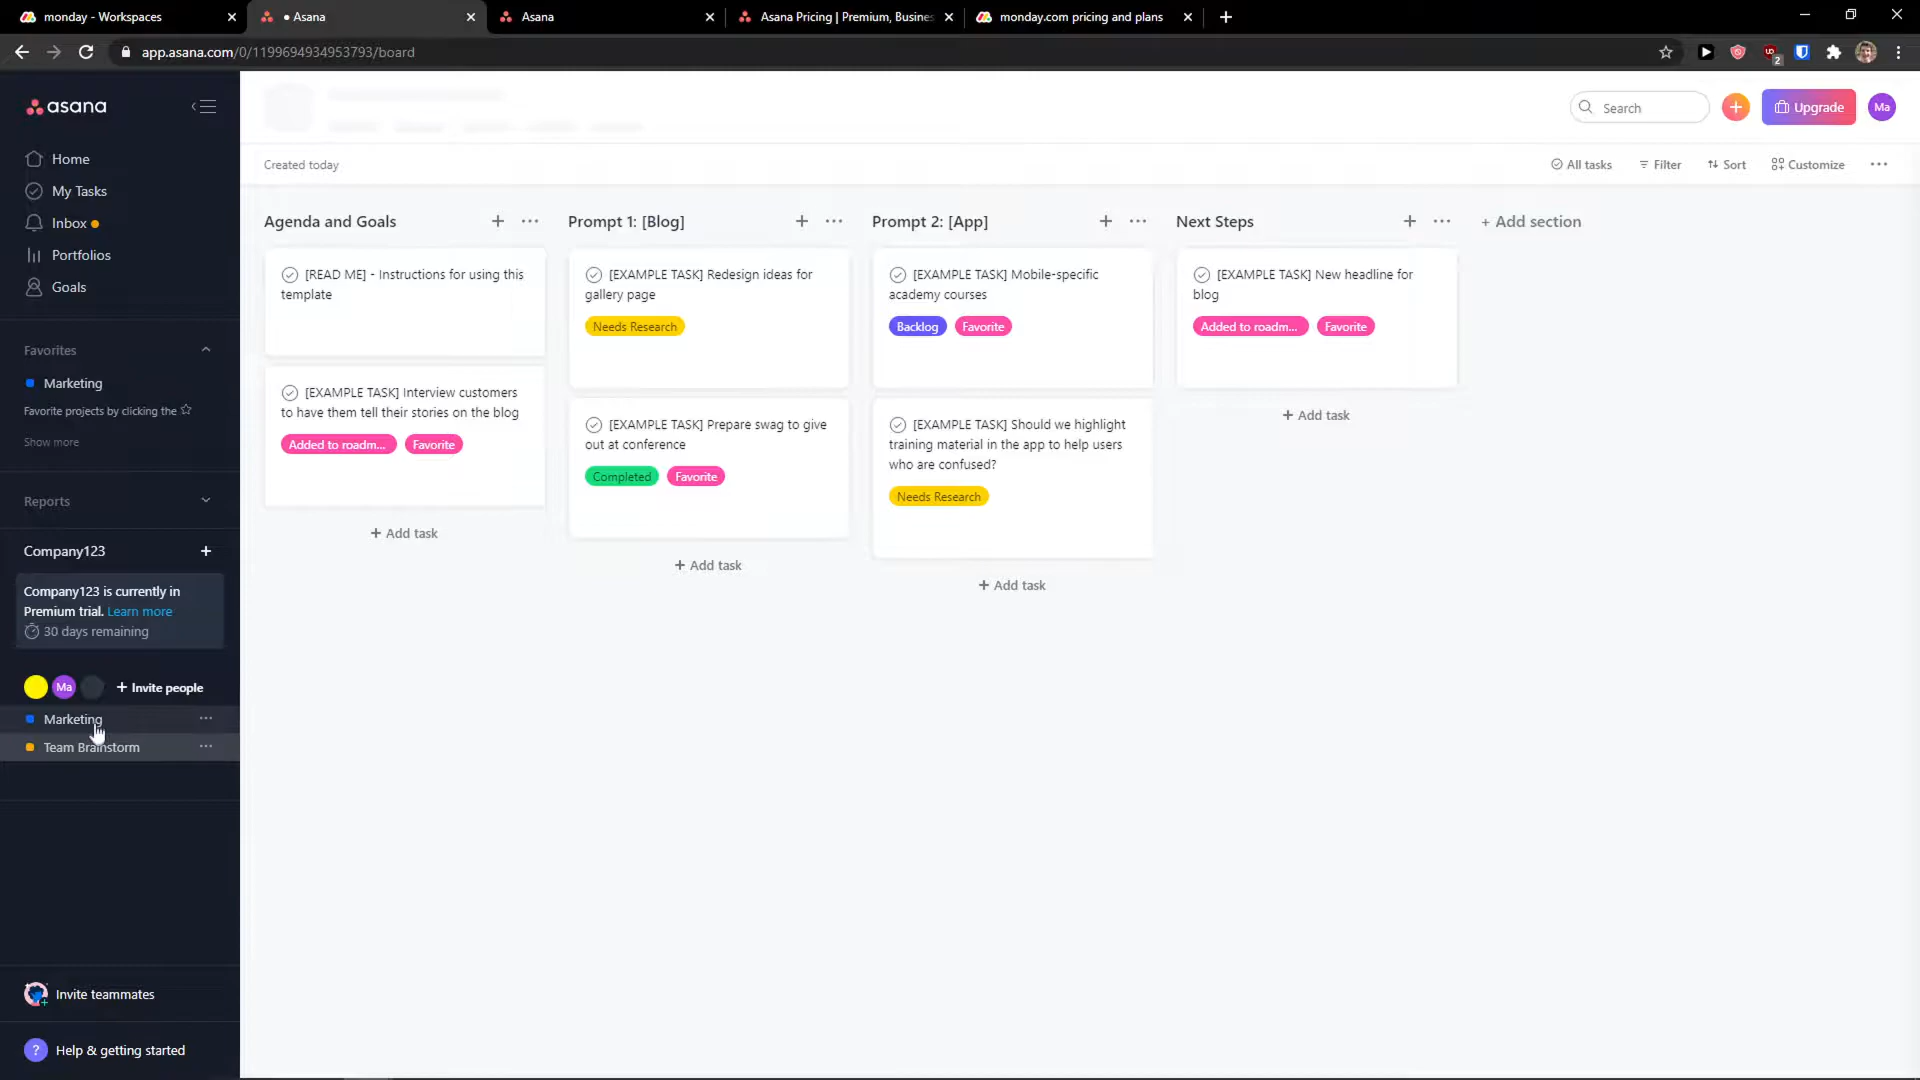 monday - Workspaces
• Asana
Asana
Asana Pricing | Premium, Busines
monday.com pricing and plans
app.asana.com/0/1199694934953793/board
2
asana
Home
My Tasks
Inbox
Portfolios
Goals
Favorites
Marketing
Favorite projects by clicking the
Show more
Reports
Company123
Company123 is currently in
Premium trial. Learn more
30 days remaining
Ma
+ Invite people
Marketing
Team Brainstorm
Invite teammates
? Help & getting started
Search
Upgrade
Ma
Created today
All tasks
Filter
Sort
Customize
Agenda and Goals
[READ ME] - Instructions for using this
template
[EXAMPLE TASK] Interview customers
to have them tell their stories on the blog
Added to roadm...
Favorite
+ Add task
Prompt 1: [Blog]
[EXAMPLE TASK] Redesign ideas for
gallery page
Needs Research
[EXAMPLE TASK] Prepare swag to give
out at conference
Completed
Favorite
+ Add task
Prompt 2: [App]
[EXAMPLE TASK] Mobile-specific
academy courses
Backlog
Favorite
[EXAMPLE TASK] Should we highlight
training material in the app to help users
who are confused?
Needs Research
+ Add task
Next Steps
[EXAMPLE TASK] New headline for
blog
Added to roadm...
Favorite
+ Add task
+ Add section